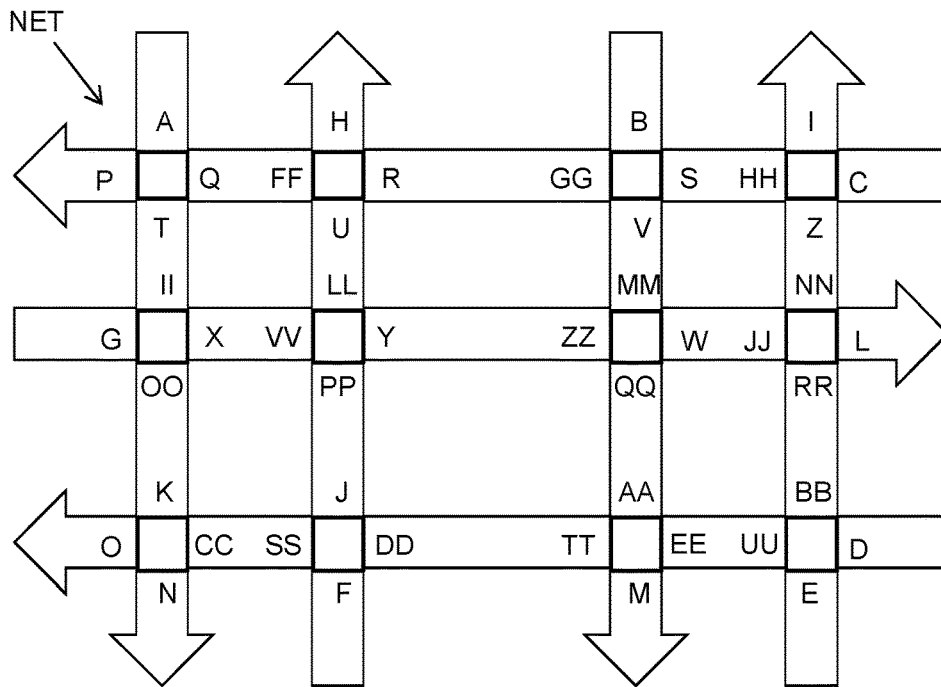 NET
A H B I
P Q FF R GG S HH C
T U V Z
II LL MM NN
G X VV Y ZZ W JJ L
OO PP QQ RR
K J AA BB
O CC SS DD TT EE UU D
N F M E